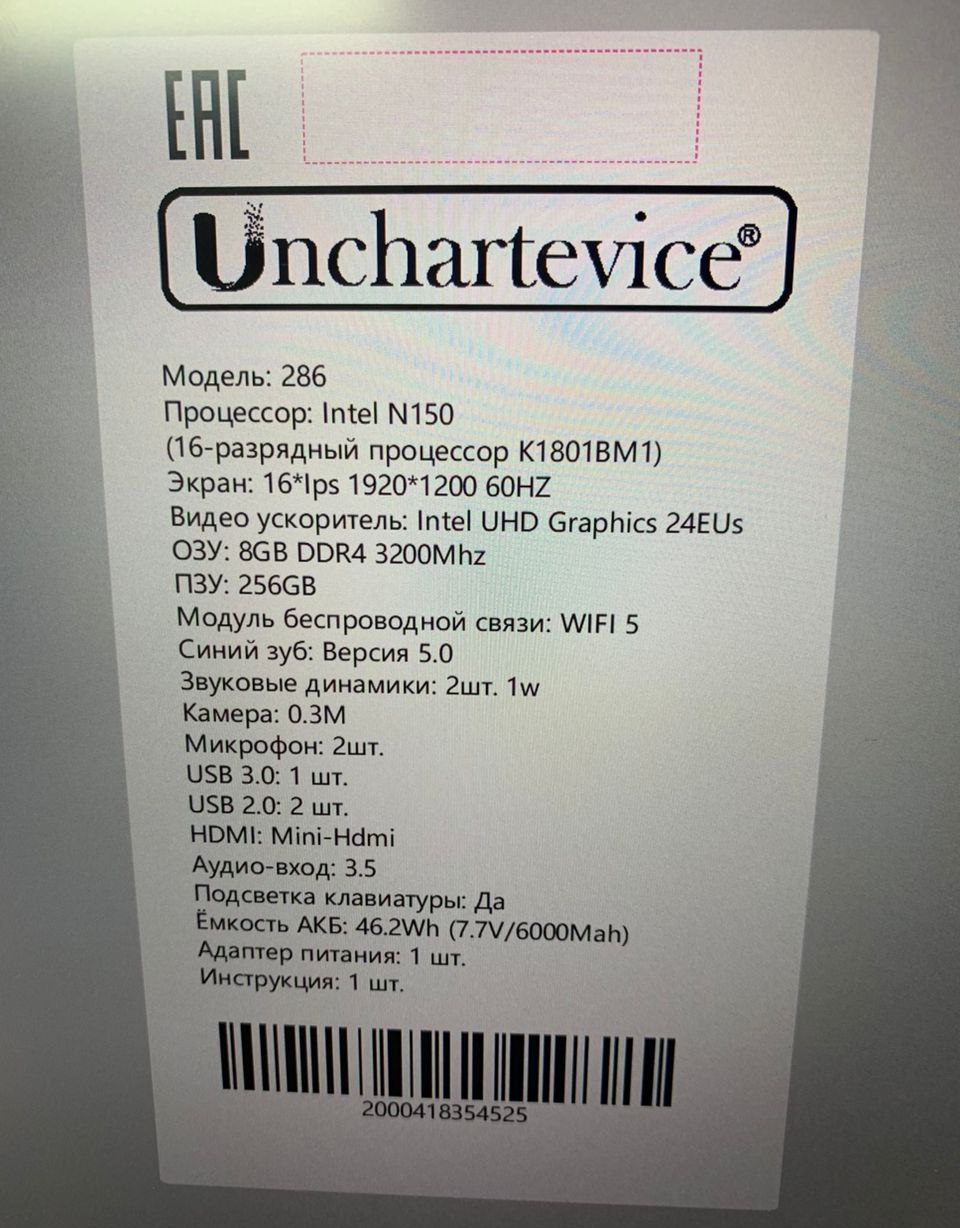 EAC
Unchartevice®
Модель: 286
Процессор: Intel N150
(16-разрядный процессор К1801ВМ1)
Экран: 16*Ips 1920*1200 60HZ
Видео ускоритель: Intel UHD Graphics 24EUs
ОЗУ: 8GB DDR4 3200Mhz
ПЗУ: 256GB
Модуль беспроводной связи: WIFI 5
Синий зуб: Версия 5.0
Звуковые динамики: 2шт. 1w
Камера: 0.3М
Микрофон: 2шт.
USB 3.0: 1 шт.
USB 2.0: 2 шт.
HDMI: Mini-Hdmi
Аудио-вход: 3.5
Подсветка клавиатуры: Да
Ёмкость АКБ: 46.2Wh (7.7V/6000Mah)
Адаптер питания: 1 шт.
Инструкция: 1 шт.
2000418354525